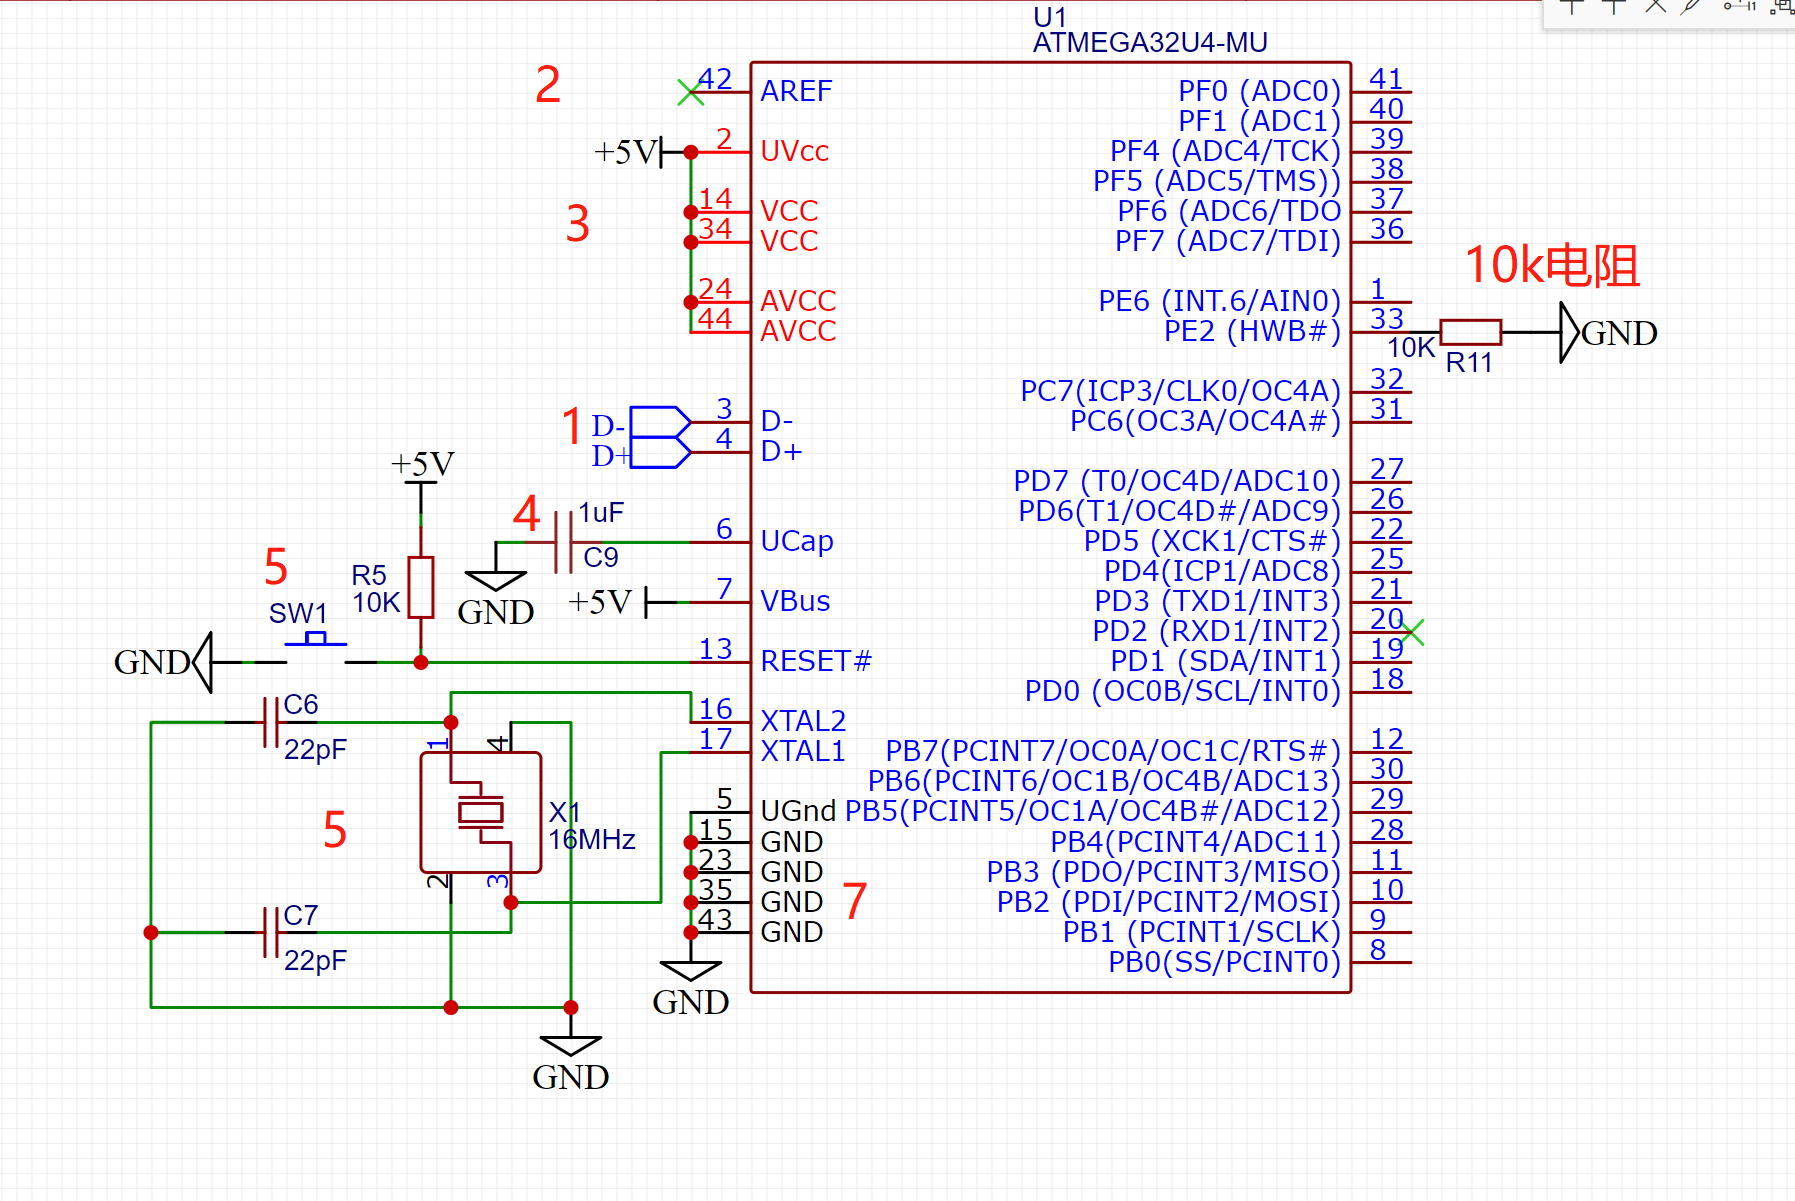 U1
ATMEGA32U4-MU
2
42 AREF
+5V 2 UVcc
3
14 VCC
34 VCC
24 AVCC
44 AVCC
1 D- 3 D-
D+ 4 D+
4 1uF
C9
6 UCap
GND
+5V 7 VBus
+5V
5
R5
10K
SW1
GND
13 RESET#
C6
22pF
16 XTAL2
17 XTAL1
1
4
2
3
X1
16MHz
5
C7
22pF
GND
5 UGnd
15 GND
23 GND
35 GND
43 GND
7
GND
PF0 (ADC0) 41
PF1 (ADC1) 40
PF4 (ADC4/TCK) 39
PF5 (ADC5/TMS)) 38
PF6 (ADC6/TDO 37
PF7 (ADC7/TDI) 36
10k电阻
PE6 (INT.6/AIN0) 1
PE2 (HWB#) 33
10K R11
GND
PC7(ICP3/CLK0/OC4A) 32
PC6(OC3A/OC4A#) 31
PD7 (T0/OC4D/ADC10) 27
PD6(T1/OC4D#/ADC9) 26
PD5 (XCK1/CTS#) 22
PD4(ICP1/ADC8) 25
PD3 (TXD1/INT3) 21
PD2 (RXD1/INT2) 20
PD1 (SDA/INT1) 19
PD0 (OC0B/SCL/INT0) 18
PB7(PCINT7/OC0A/OC1C/RTS#) 12
PB6(PCINT6/OC1B/OC4B/ADC13) 30
PB5(PCINT5/OC1A/OC4B#/ADC12) 29
PB4(PCINT4/ADC11) 28
PB3 (PDO/PCINT3/MISO) 11
PB2 (PDI/PCINT2/MOSI) 10
PB1 (PCINT1/SCLK) 9
PB0(SS/PCINT0) 8